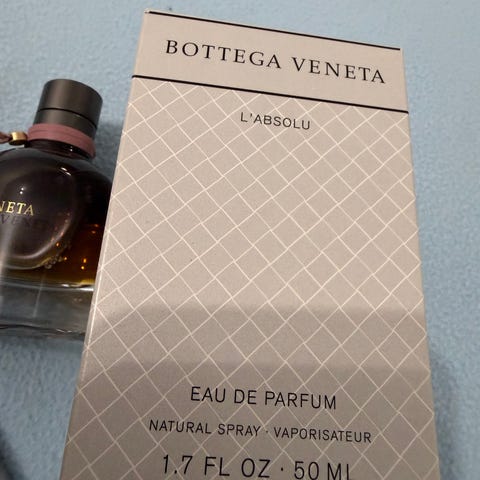 BOTTEGA VENETA
L'ABSOLU
EAU DE PARFUM
NATURAL SPRAY · VAPORISATEUR
1.7 FL OZ · 50 ML
NETA